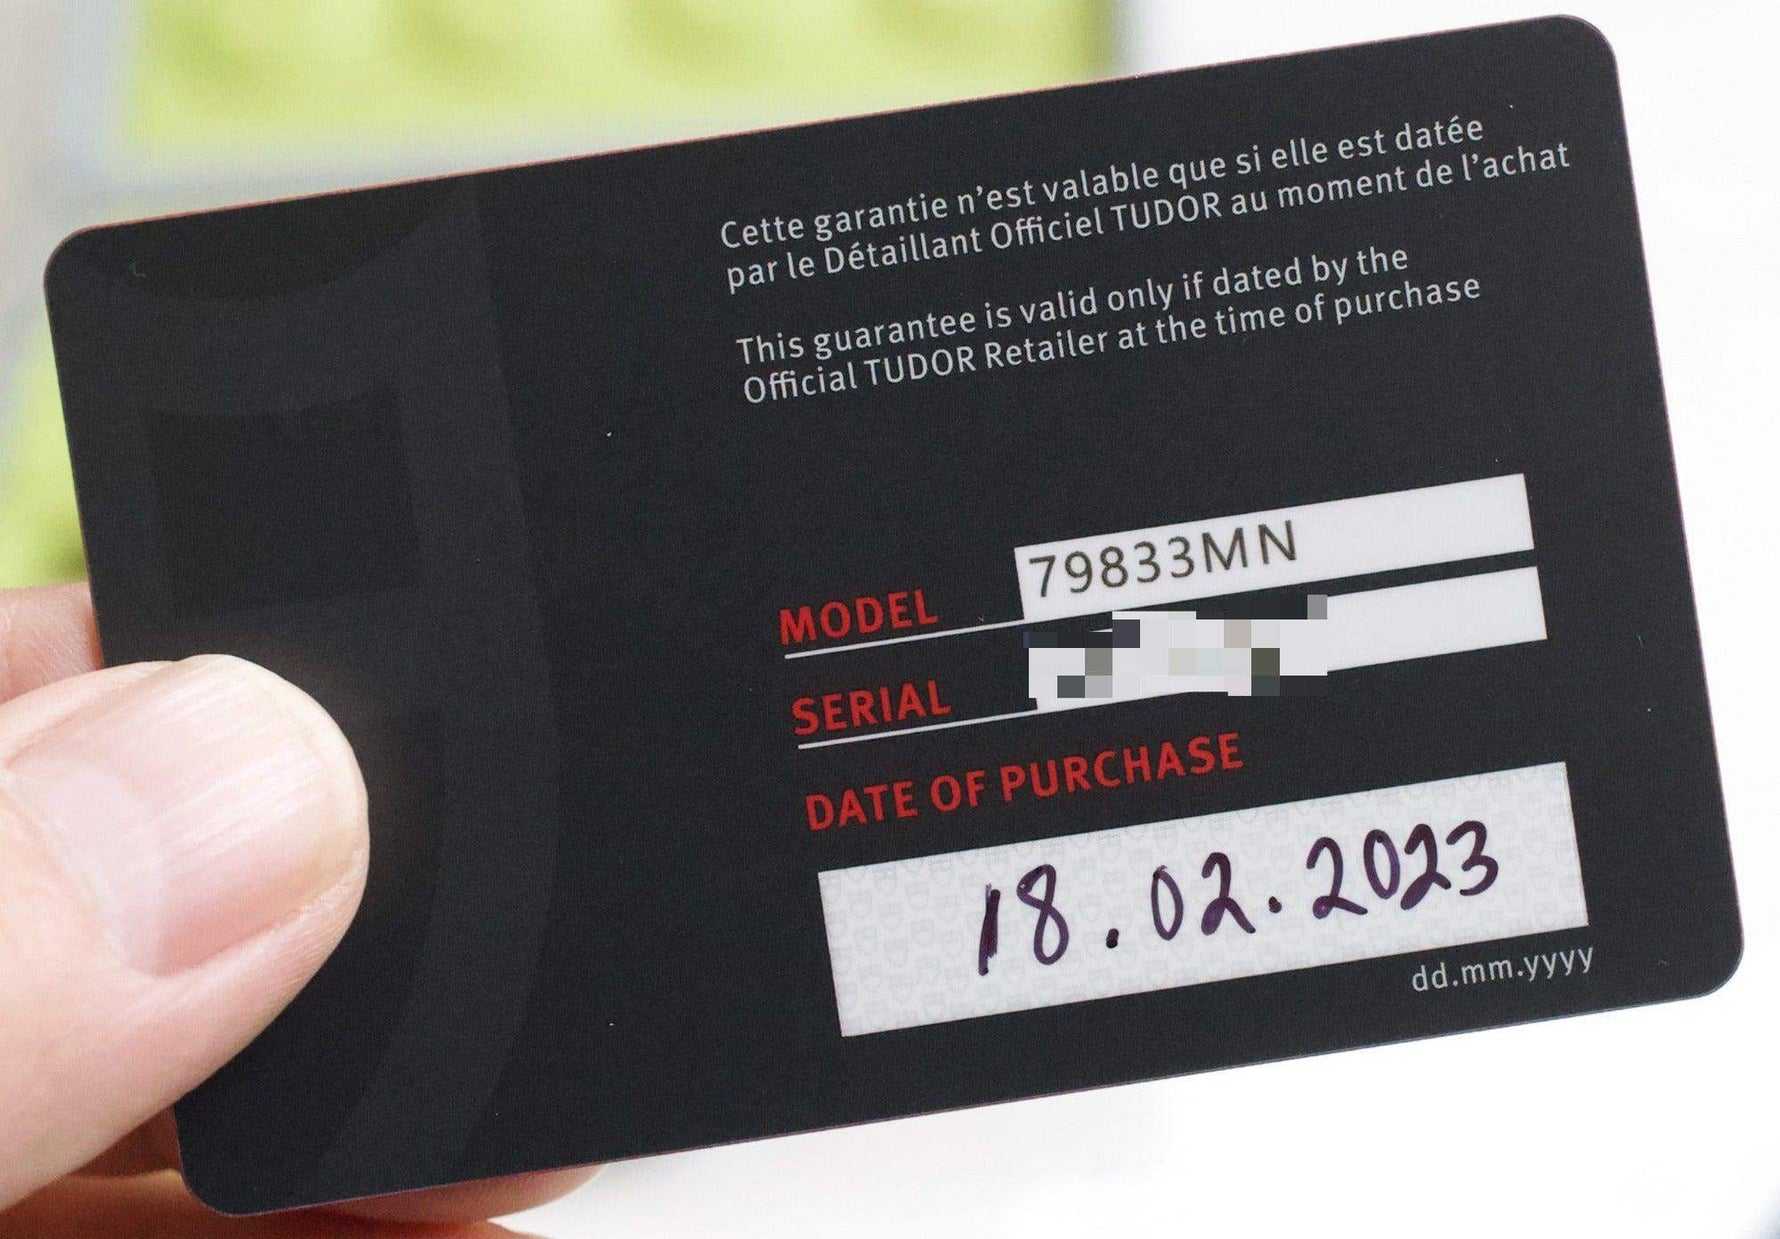 Cette garantie n’est valable que si elle est datée
par le Détaillant Officiel TUDOR au moment de l’achat
This guarantee is valid only if dated by the
Official TUDOR Retailer at the time of purchase
MODEL 79833MN
SERIAL
DATE OF PURCHASE
18.02.2023
dd.mm.yyyy